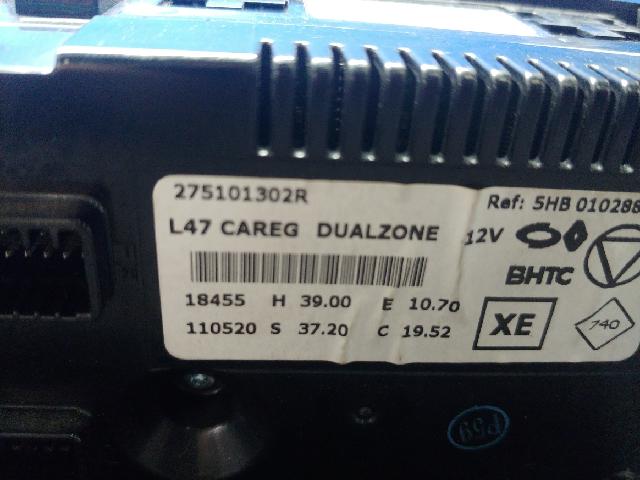 275101302R
Ref: 5HB 010288
L47 CAREG DUALZONE
12V
BHTC
18455 H 39.00 E 10.70
110520 S 37.20 C 19.52
XE
740
P59